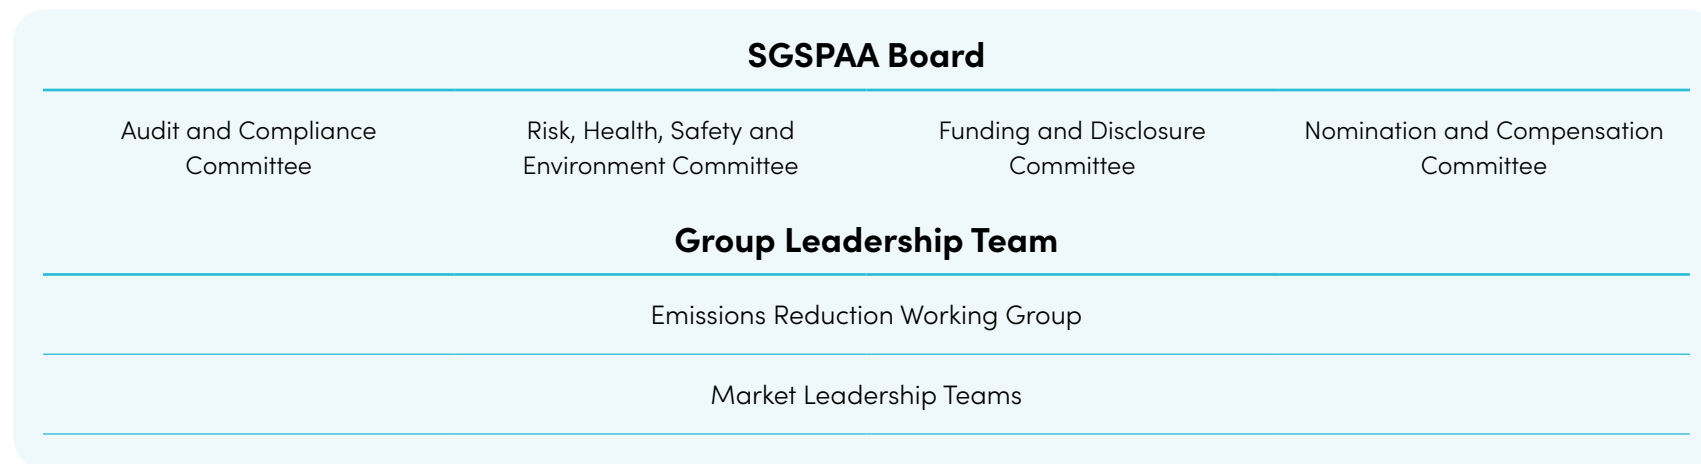 SGSPAA Board
Audit and Compliance
Committee
Risk, Health, Safety and
Environment Committee
Funding and Disclosure
Committee
Nomination and Compensation
Committee
Group Leadership Team
Emissions Reduction Working Group
Market Leadership Teams